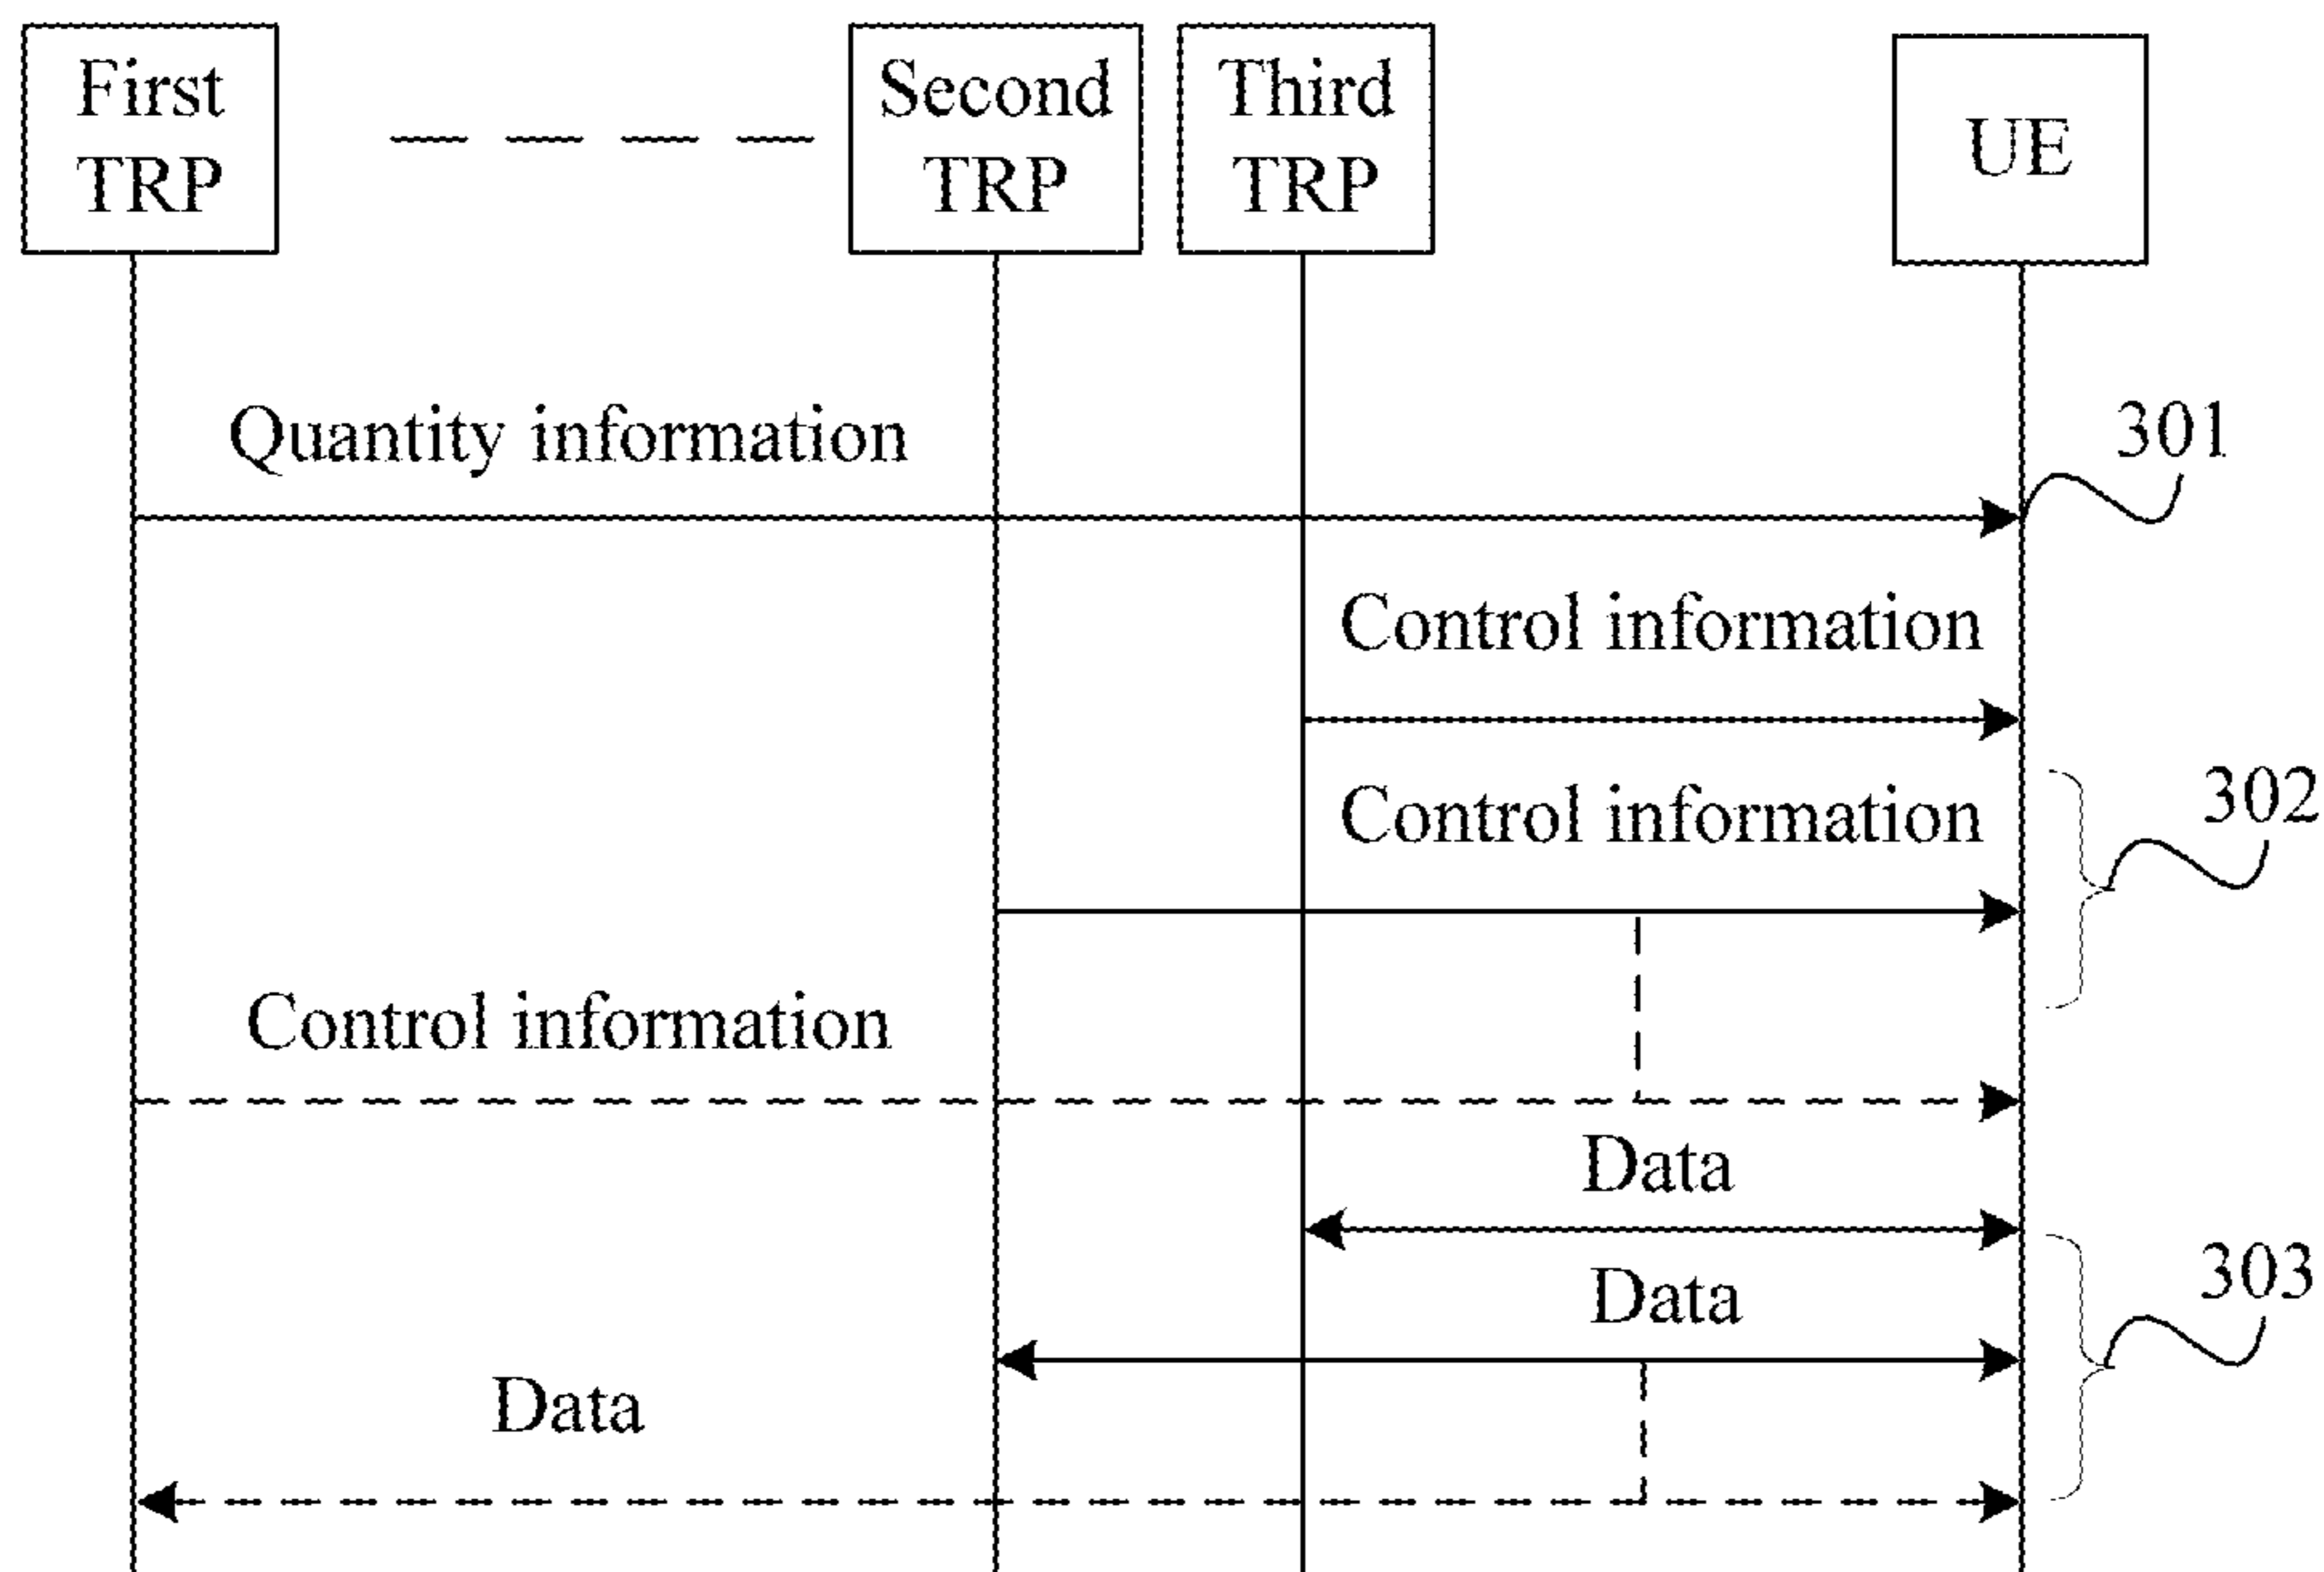 First
TRP
Second
TRP
Third
TRP
UE
Quantity information
301
Control information
Control information
302
Control information
Data
Data
303
Data